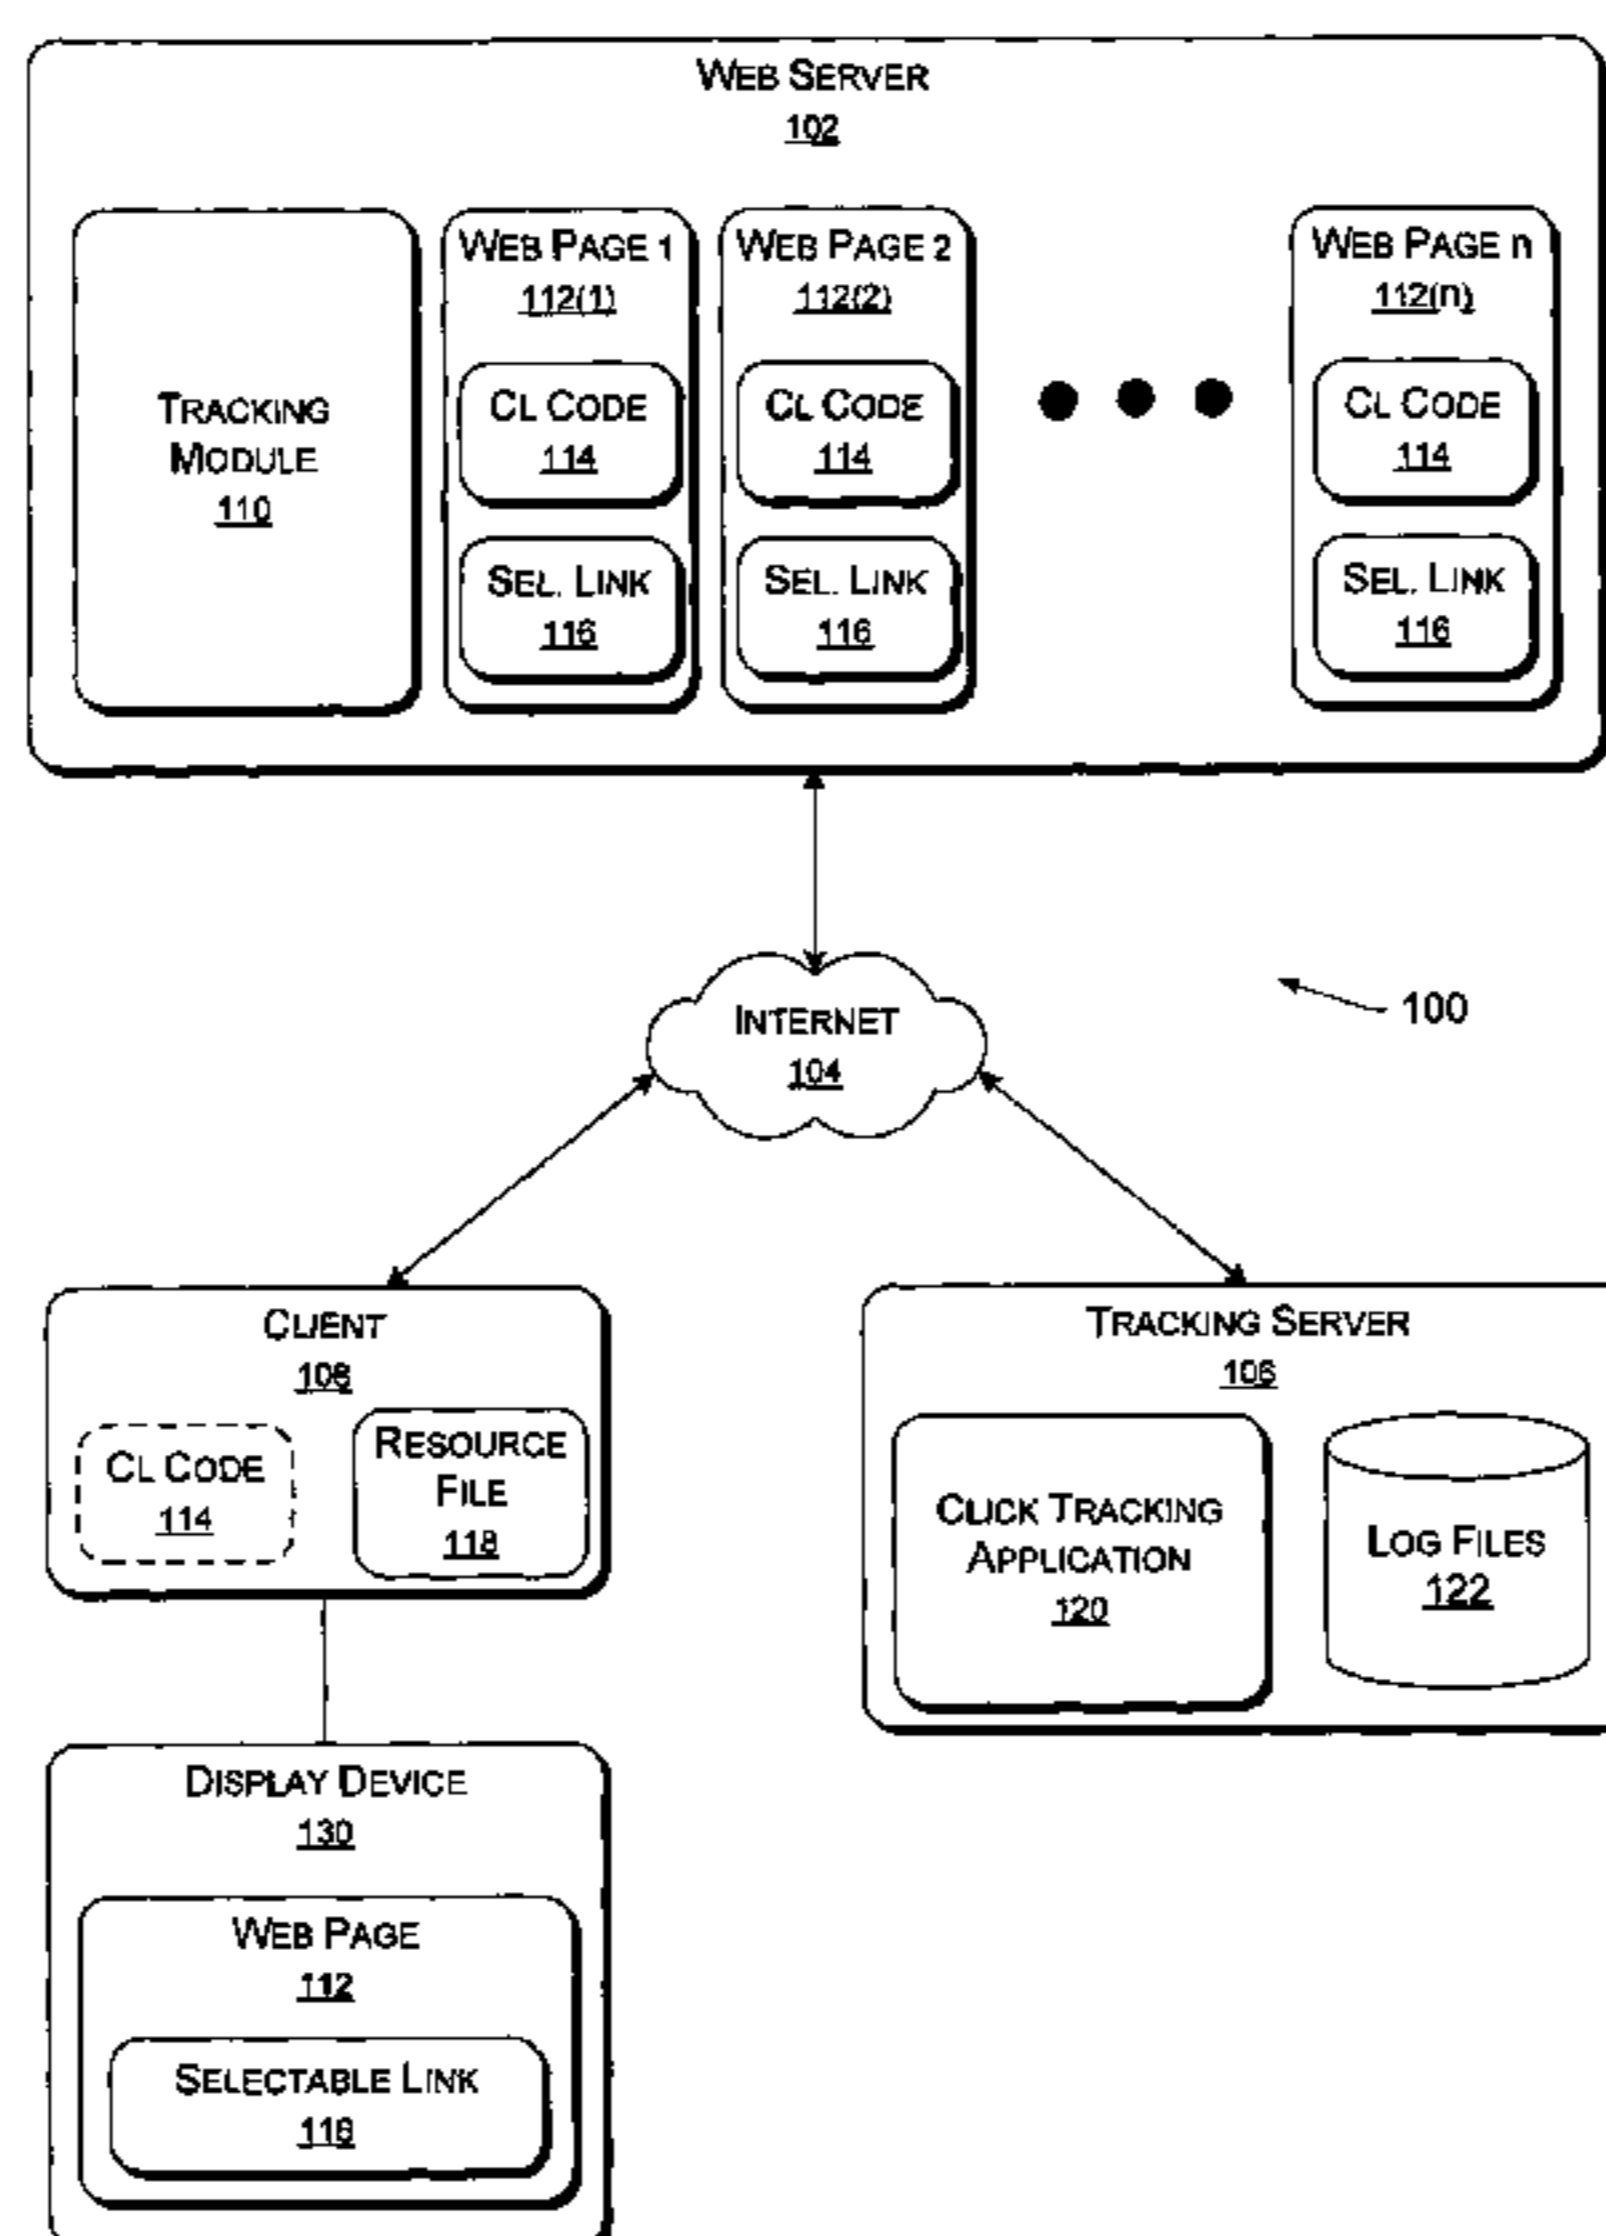 WEB SERVER
102
TRACKING
MODULE
110
WEB PAGE 1
112(1)
CL CODE
114
SEL. LINK
116
WEB PAGE 2
112(2)
CL CODE
114
SEL. LINK
116
WEB PAGE n
112(n)
CL CODE
114
SEL. LINK
116
INTERNET
104
100
CLIENT
108
CL CODE
114
RESOURCE
FILE
118
TRACKING SERVER
106
CLICK TRACKING
APPLICATION
120
LOG FILES
122
DISPLAY DEVICE
130
WEB PAGE
112
SELECTABLE LINK
116